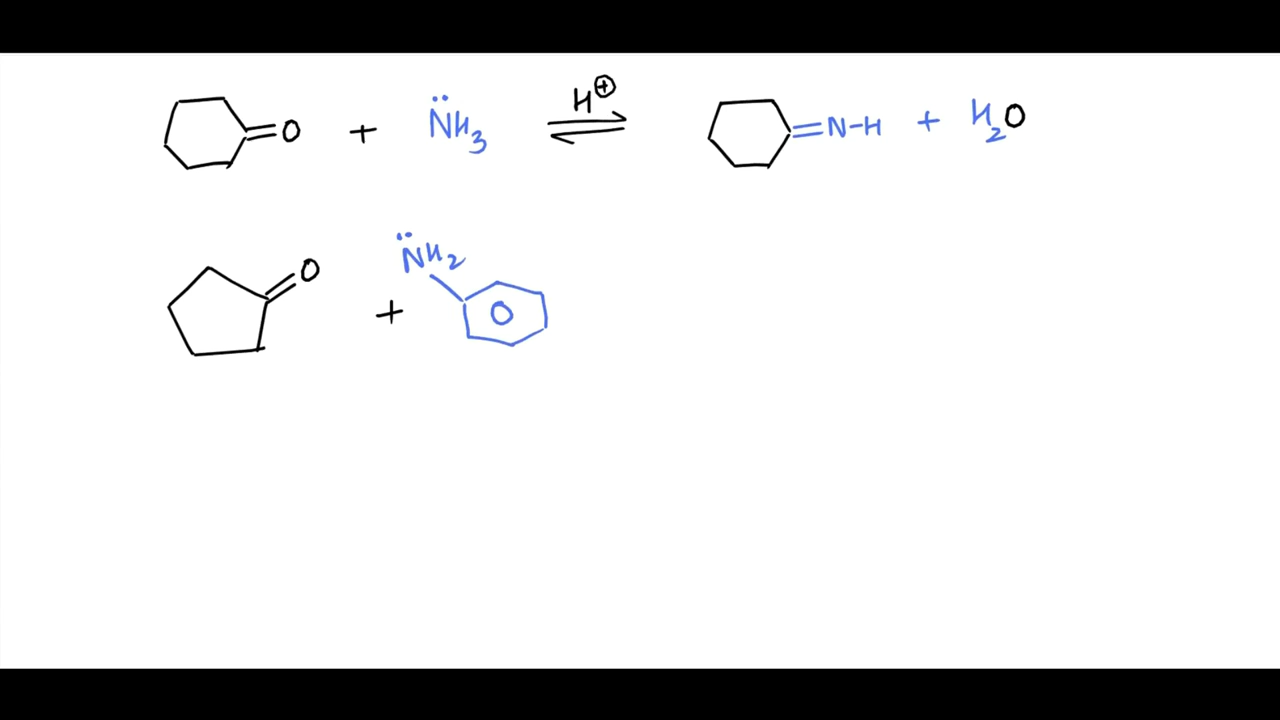 =O + N̈H₃ ⇌ H⊕ =N-H + H₂O
=O + N̈H₂